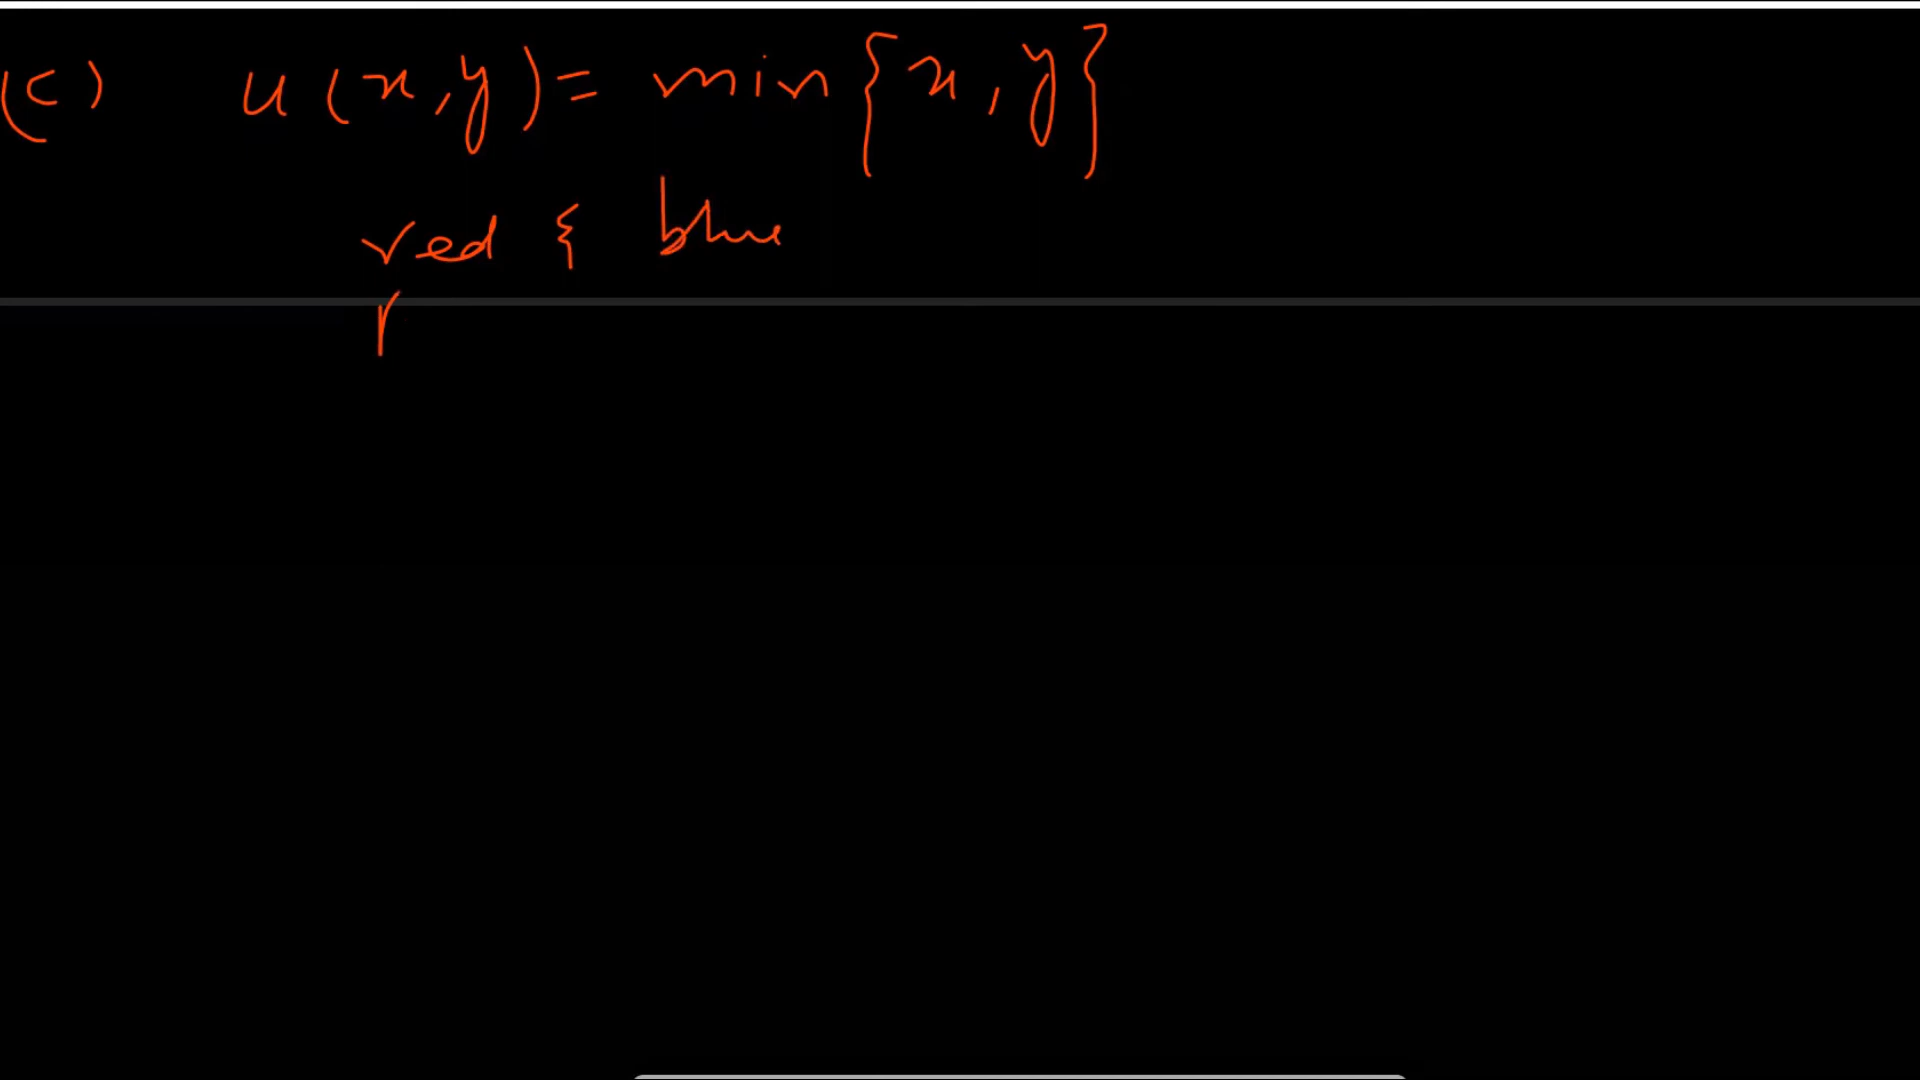 (c) u(x,y) = min{x,y}
red & blue
r